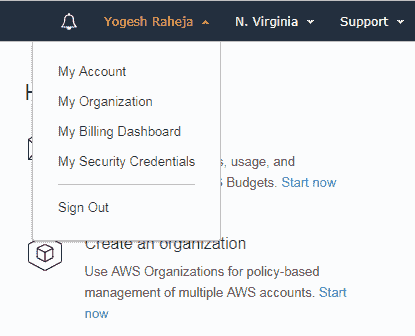 Yogesh Raheja N. Virginia Support
My Account
My Organization
My Billing Dashboard
My Security Credentials
Sign Out
H
usage, and
Budgets. Start now
Create an organization
Use AWS Organizations for policy-based
management of multiple AWS accounts. Start
now